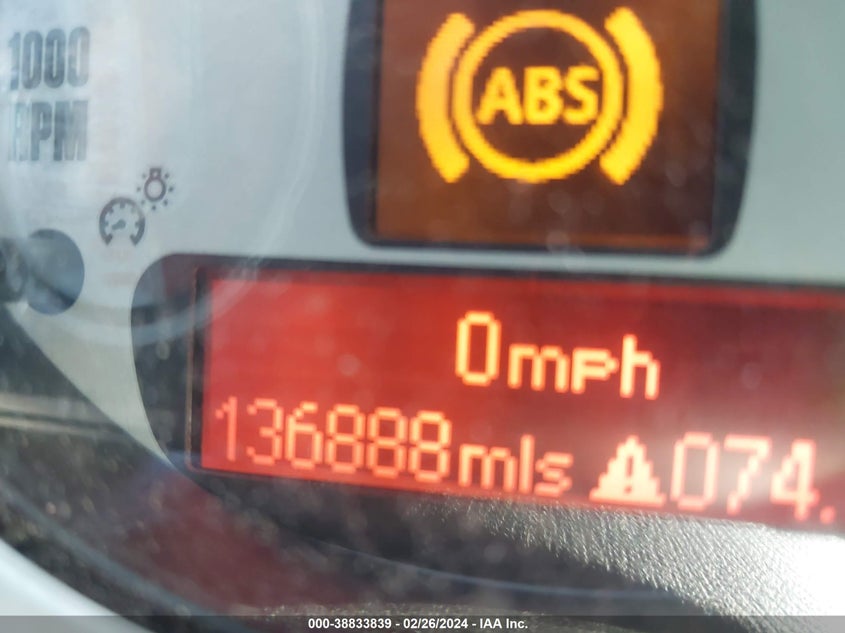 1000
RPM
ABS
0mph
136888mls 074.
000-38833839 / 02/26/2024 - IAA Inc.